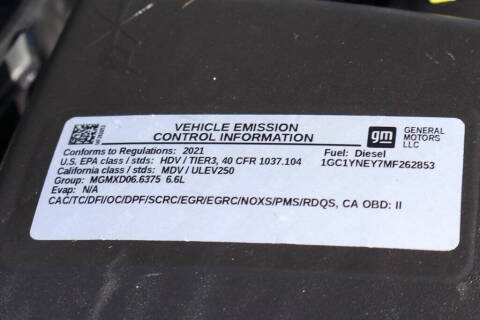 VEHICLE EMISSION
CONTROL INFORMATION
gm
GENERAL
MOTORS
LLC
Conforms to Regulations: 2021
Fuel: Diesel
U.S. EPA class / stds: HDV / TIER3, 40 CFR 1037.104
1GC1YNEY7MF262853
California class / stds: MDV / ULEV250
Group: MGMXD06.6375 6.6L
Evap: N/A
CAC/TC/DFI/OC/DPF/SCRC/EGR/EGRC/NOXS/PMS/RDQS, CA OBD: II